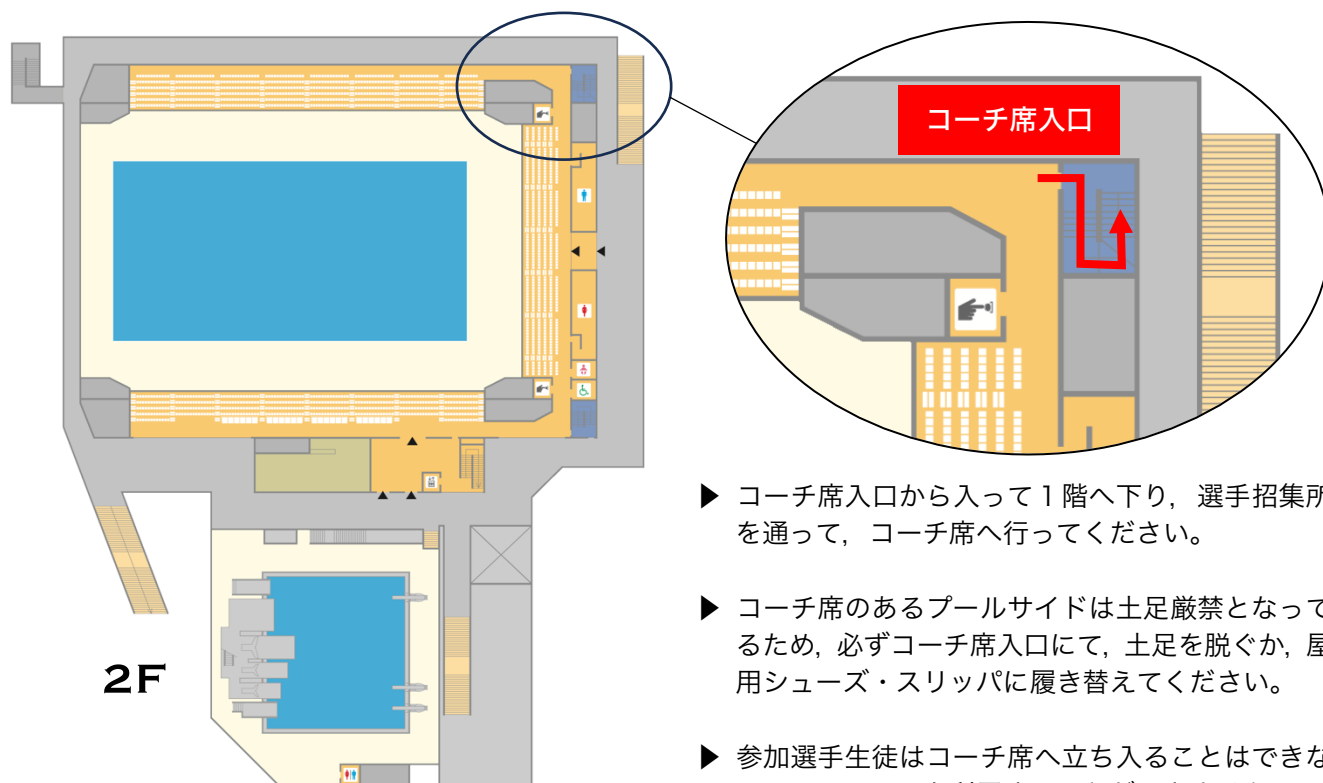 コーチ席入口
▶ コーチ席入口から入って１階へ下り，選手招集所
を通って，コーチ席へ行ってください。
▶ コーチ席のあるプールサイドは土足厳禁となって
るため，必ずコーチ席入口にて，土足を脱ぐか，屋
用シューズ・スリッパに履き替えてください。
▶ 参加選手生徒はコーチ席へ立ち入ることはできな
2F